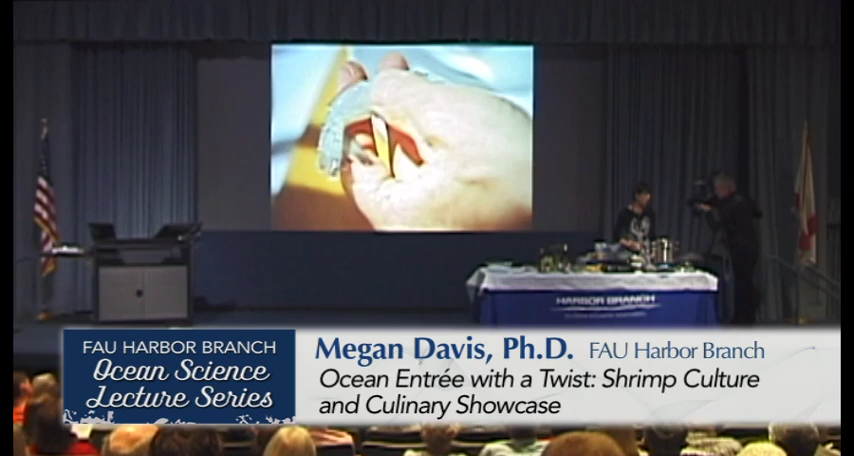 HARBOR BRANCH
FAU HARBOR BRANCH
Ocean Science
Lecture Series
Megan Davis, Ph.D. FAU Harbor Branch
Ocean Entrée with a Twist: Shrimp Culture
and Culinary Showcase